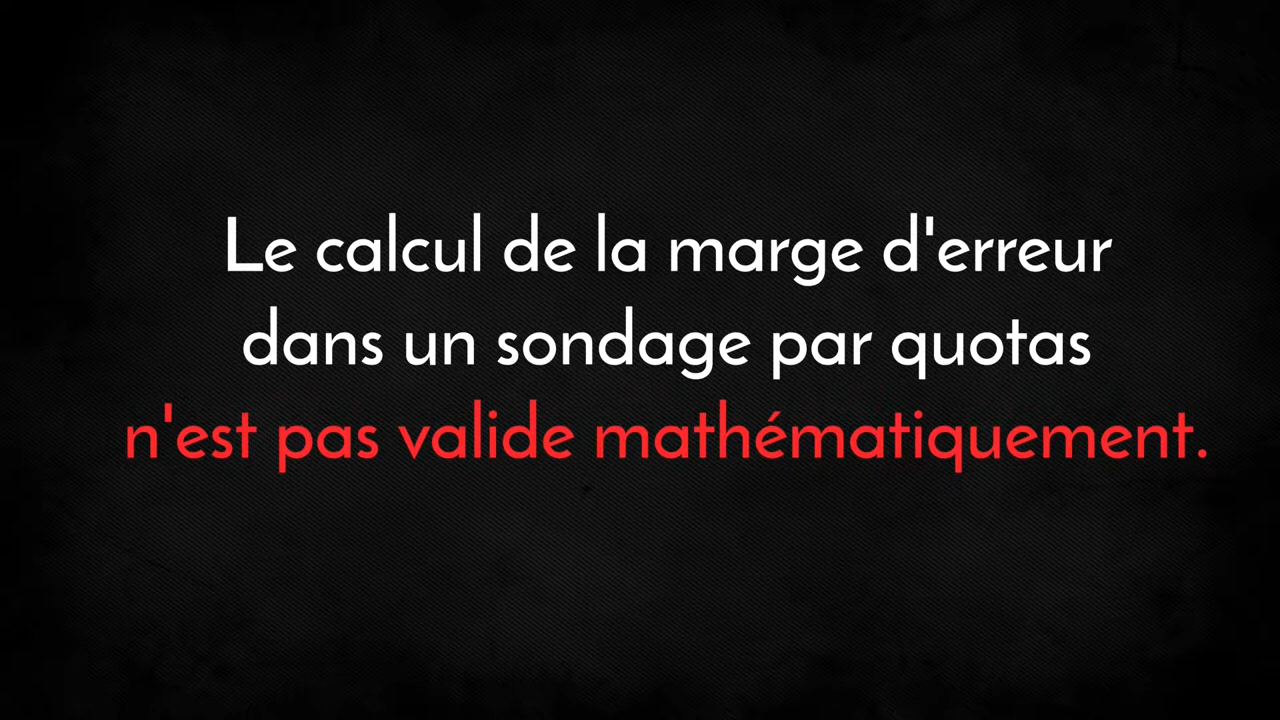 Le calcul de la marge d'erreur
dans un sondage par quotas
n'est pas valide mathématiquement.